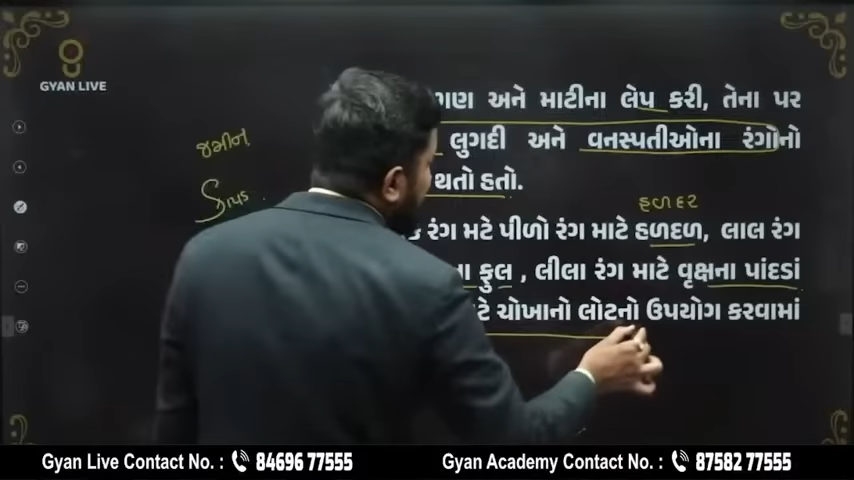 GYAN LIVE
અને માટીના લેપ કરી, તેના પર
જમીન
લુગદી અને વનસ્પતીઓના રંગોનો
થતો હતો.
હળદર
રંગ મટે પીળો રંગ માટે હળદળ, લાલ રંગ
ફુલ , લીલા રંગ માટે વૃક્ષના પાંદડાં
ચોખાનો લોટનો ઉપયોગ કરવામાં
Gyan Live Contact No. : 84696 77555 Gyan Academy Contact No. : 87582 77555